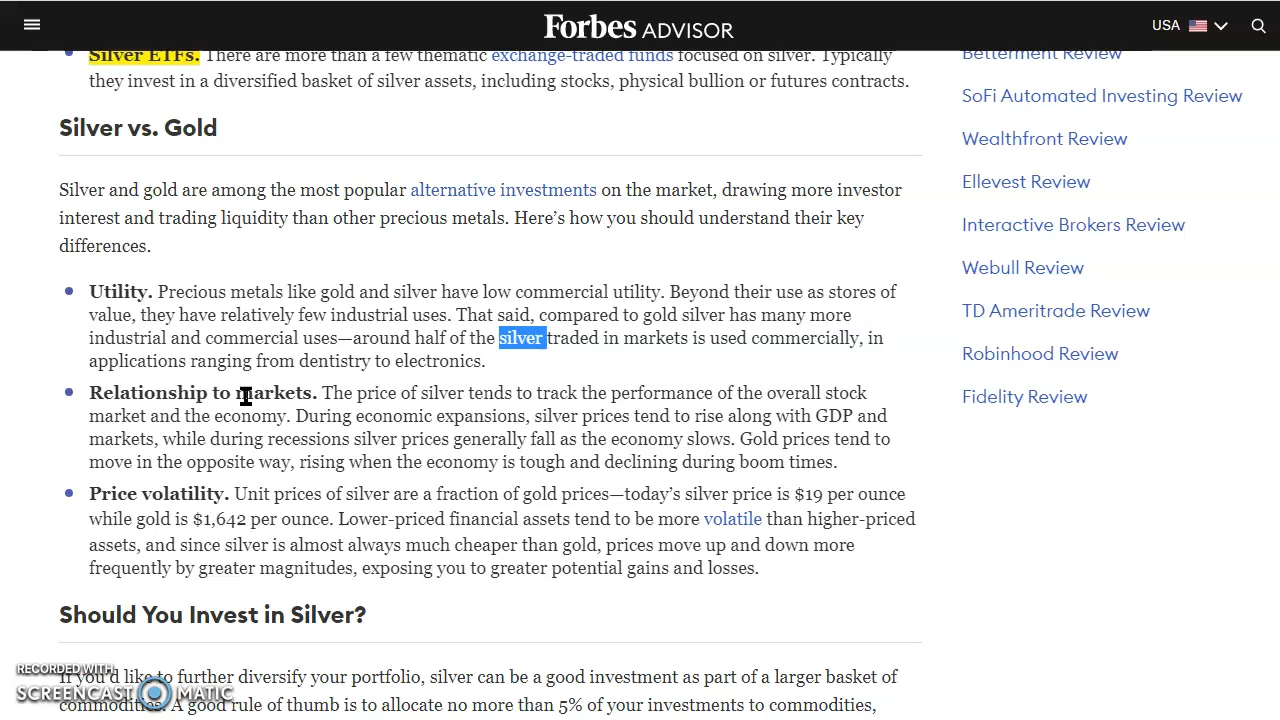 Forbes ADVISOR
USA
Silver ETFs. There are more than a few thematic exchange-traded funds focused on silver. Typically
they invest in a diversified basket of silver assets, including stocks, physical bullion or futures contracts.
Silver vs. Gold
Silver and gold are among the most popular alternative investments on the market, drawing more investor
interest and trading liquidity than other precious metals. Here’s how you should understand their key
differences.
Utility. Precious metals like gold and silver have low commercial utility. Beyond their use as stores of
value, they have relatively few industrial uses. That said, compared to gold silver has many more
industrial and commercial uses—around half of the silver traded in markets is used commercially, in
applications ranging from dentistry to electronics.
Relationship to markets. The price of silver tends to track the performance of the overall stock
market and the economy. During economic expansions, silver prices tend to rise along with GDP and
markets, while during recessions silver prices generally fall as the economy slows. Gold prices tend to
move in the opposite way, rising when the economy is tough and declining during boom times.
Price volatility. Unit prices of silver are a fraction of gold prices—today’s silver price is $19 per ounce
while gold is $1,642 per ounce. Lower-priced financial assets tend to be more volatile than higher-priced
assets, and since silver is almost always much cheaper than gold, prices move up and down more
frequently by greater magnitudes, exposing you to greater potential gains and losses.
Should You Invest in Silver?
If you’d like to further diversify your portfolio, silver can be a good investment as part of a larger basket of
commodities. A good rule of thumb is to allocate no more than 5% of your investments to commodities,
Betterment Review
SoFi Automated Investing Review
Wealthfront Review
Ellevest Review
Interactive Brokers Review
Webull Review
TD Ameritrade Review
Robinhood Review
Fidelity Review
RECORDED WITH
SCREENCAST MATIC